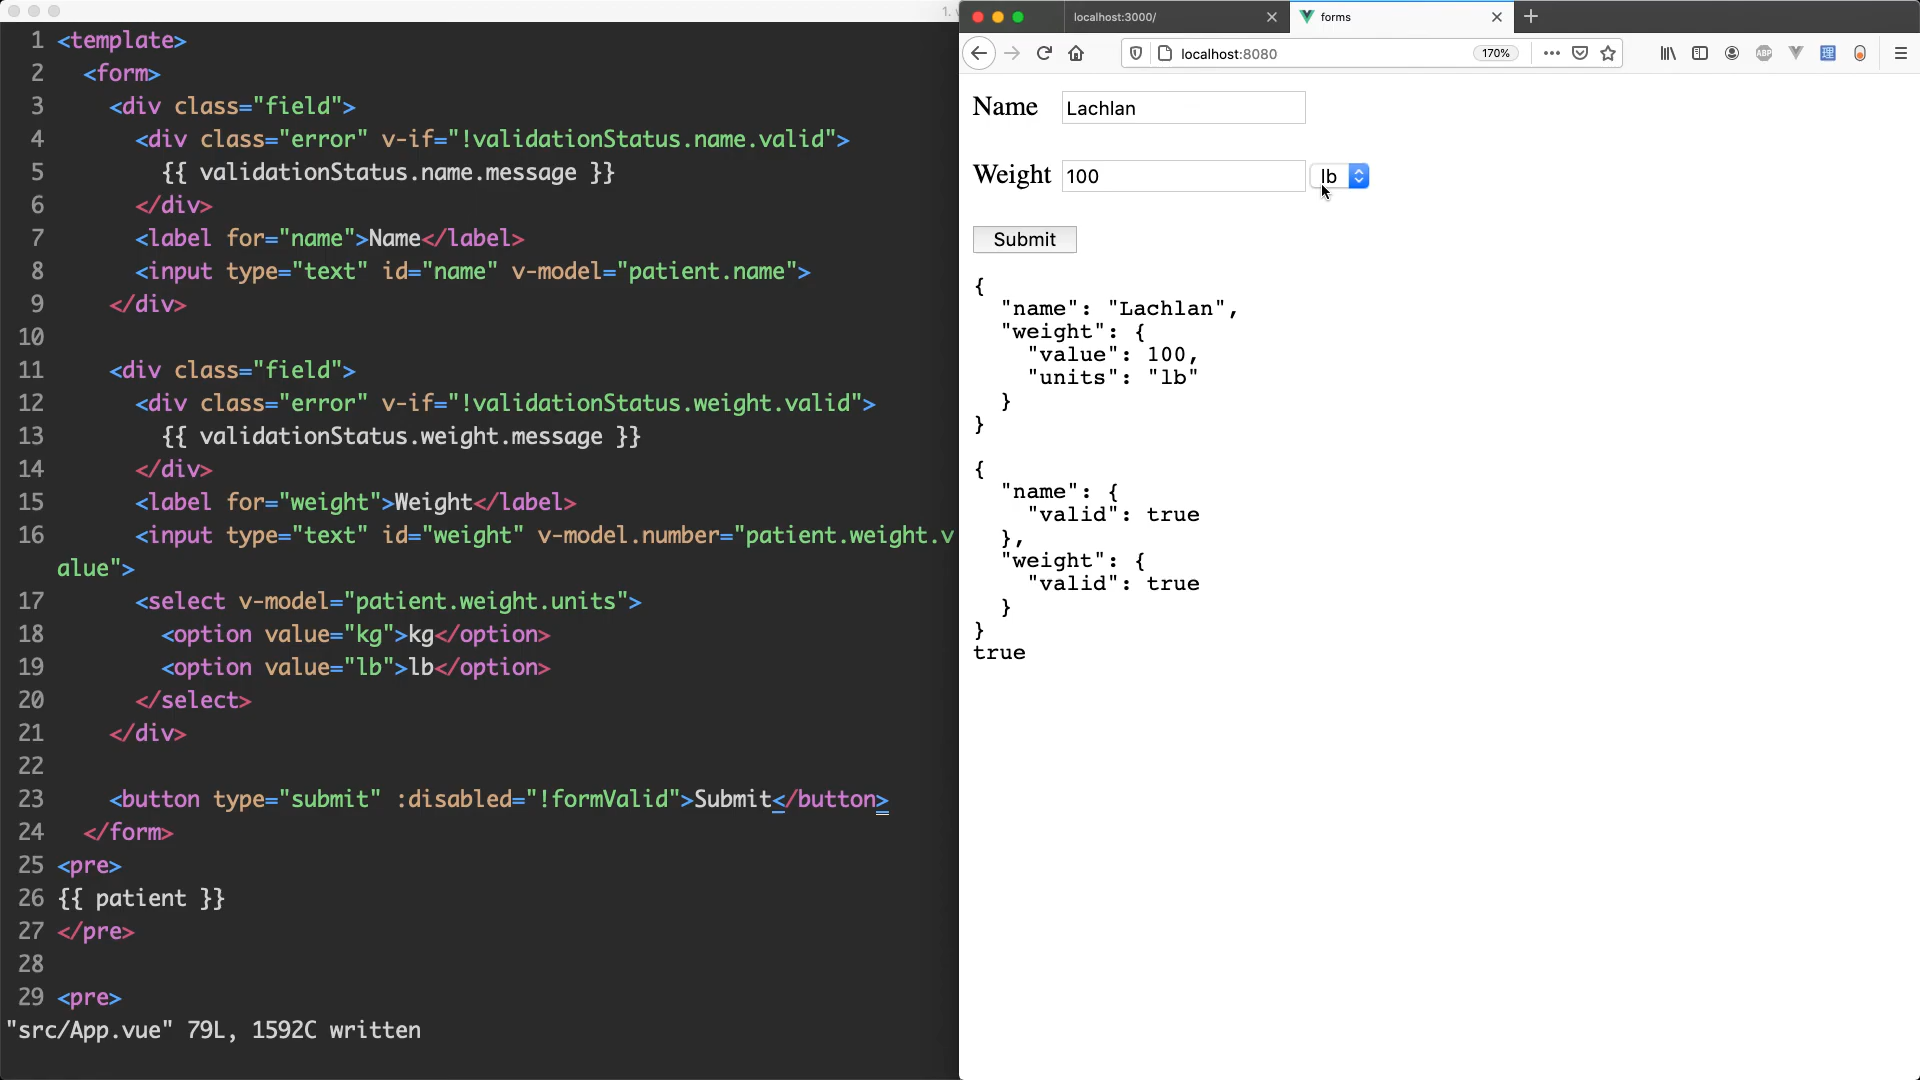 1 <template>
2 <form>
3 <div class="field">
4 <div class="error" v-if="!validationStatus.name.valid">
5 {{ validationStatus.name.message }}
6 </div>
7 <label for="name">Name</label>
8 <input type="text" id="name" v-model="patient.name">
9 </div>
10
11 <div class="field">
12 <div class="error" v-if="!validationStatus.weight.valid">
13 {{ validationStatus.weight.message }}
14 </div>
15 <label for="weight">Weight</label>
16 <input type="text" id="weight" v-model.number="patient.weight.v
alue">
17 <select v-model="patient.weight.units">
18 <option value="kg">kg</option>
19 <option value="lb">lb</option>
20 </select>
21 </div>
22
23 <button type="submit" :disabled="!formValid">Submit</button>
24 </form>
25 <pre>
26 {{ patient }}
27 </pre>
28
29 <pre>
"src/App.vue" 79L, 1592C written
1. v
localhost:3000/
forms
localhost:8080
170%
ABP
理
Name Lachlan
Weight 100 lb
Submit
{
"name": "Lachlan",
"weight": {
"value": 100,
"units": "lb"
}
}
{
"name": {
"valid": true
},
"weight": {
"valid": true
}
}
true